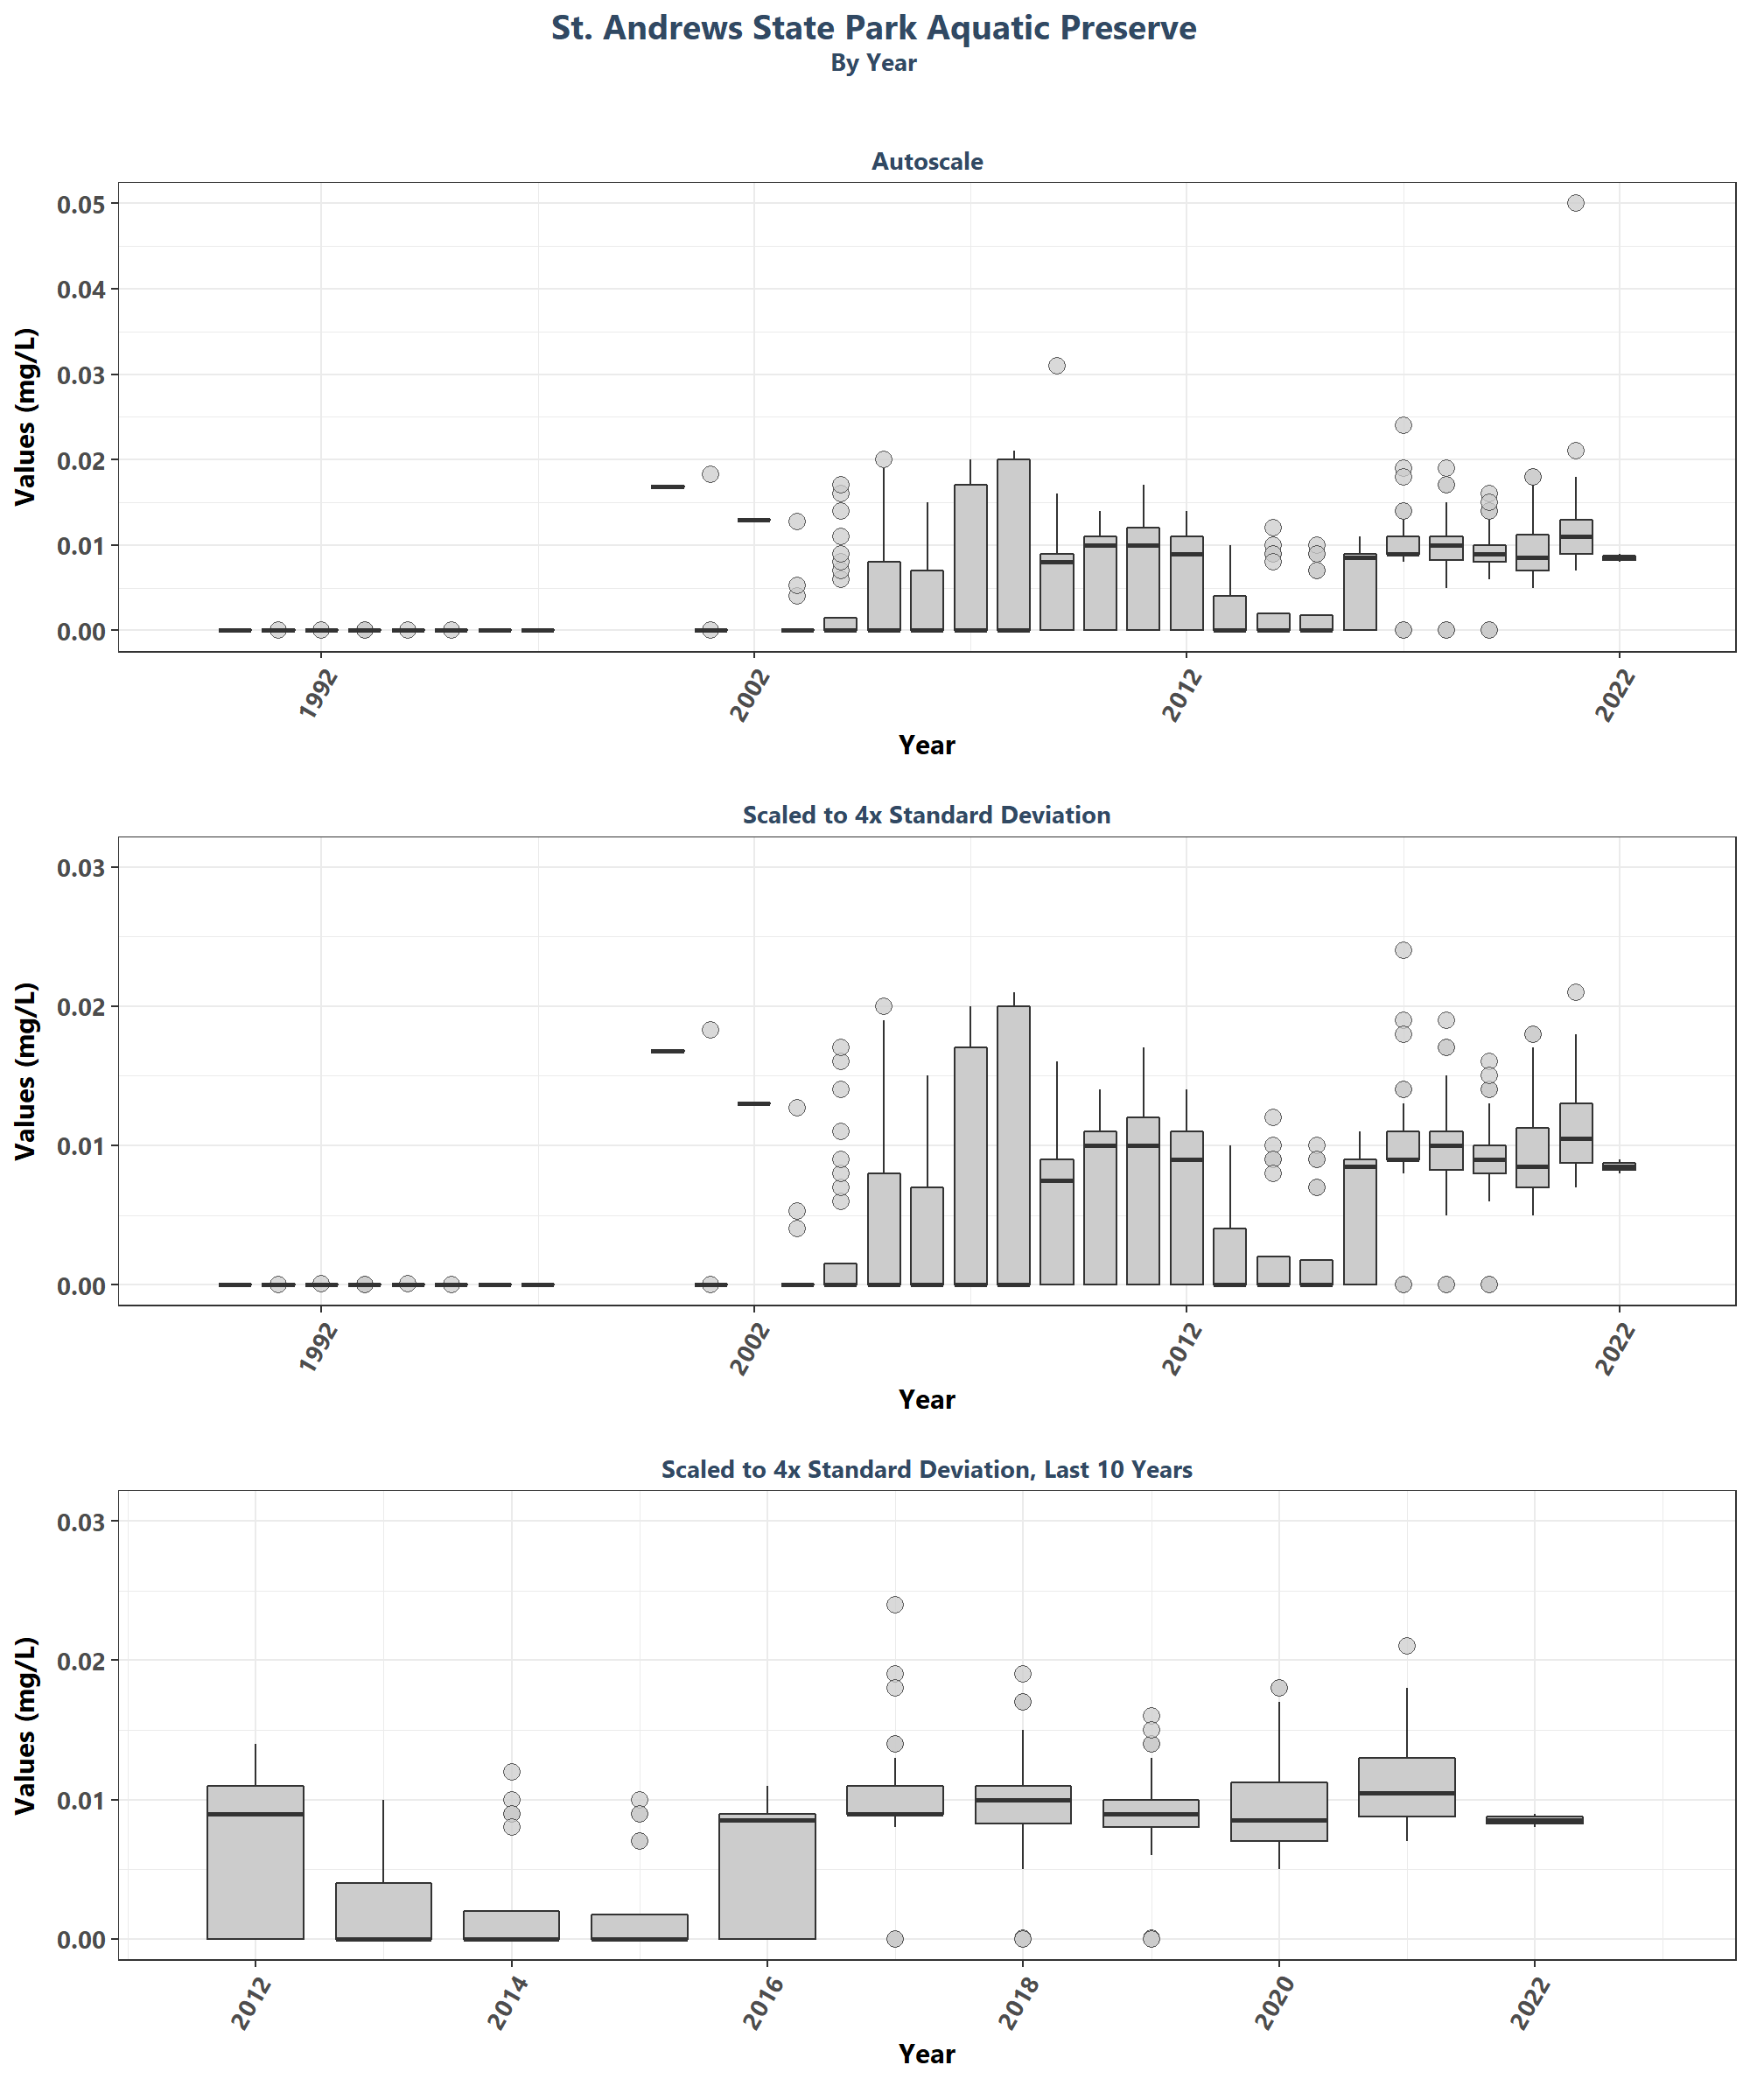 St. Andrews State Park Aquatic Preserve
By Year
Autoscale
Values (mg/L)
0.05
0.04
0.03
0.02
0.01
0.00
1992
2002
2012
2022
Year
Scaled to 4x Standard Deviation
Values (mg/L)
0.03
0.02
0.01
0.00
1992
2002
2012
2022
Year
Scaled to 4x Standard Deviation, Last 10 Years
Values (mg/L)
0.03
0.02
0.01
0.00
2012
2014
2016
2018
2020
2022
Year